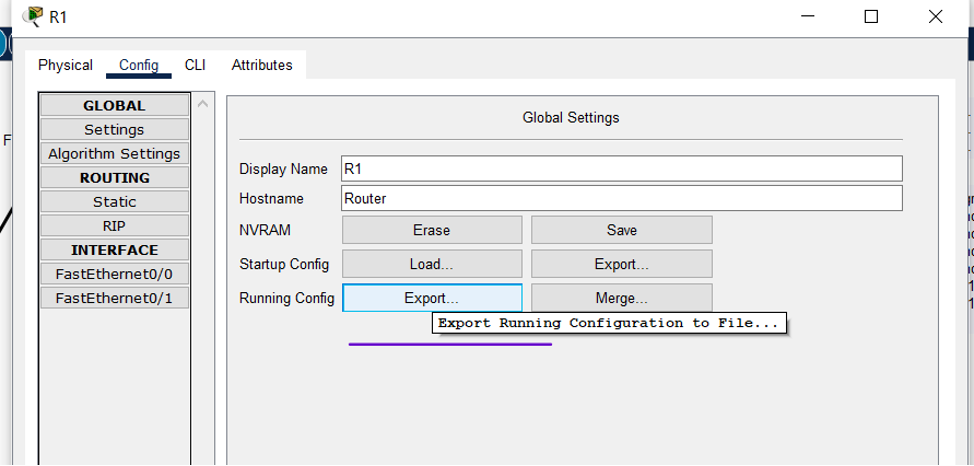 R1
Physical Config CLI Attributes
GLOBAL
Settings
Algorithm Settings
ROUTING
Static
RIP
INTERFACE
FastEthernet0/0
FastEthernet0/1
Global Settings
Display Name R1
Hostname Router
NVRAM Erase Save
Startup Config Load... Export...
Running Config Export... Merge...
Export Running Configuration to File...